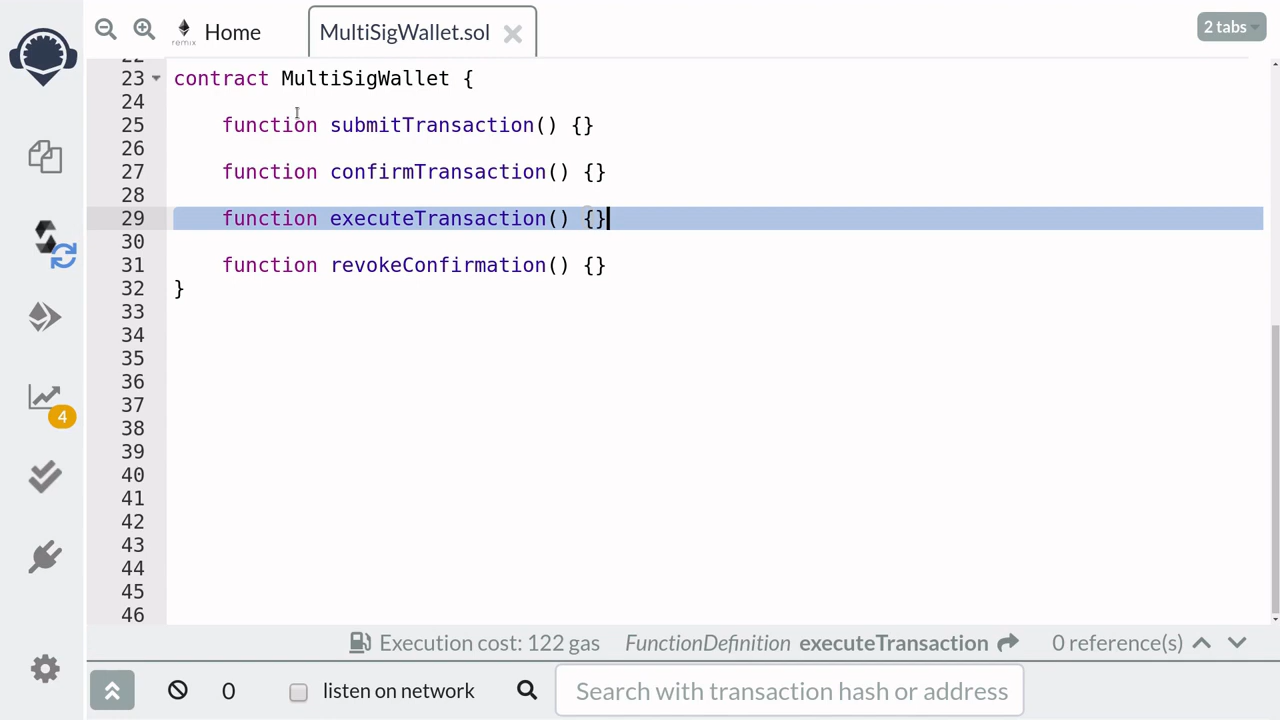 remix
Home
MultiSigWallet.sol
2 tabs
22
23 contract MultiSigWallet {
24
25 function submitTransaction() {}
26
27 function confirmTransaction() {}
28
29 function executeTransaction() {}
30
31 function revokeConfirmation() {}
32 }
33
34
35
36
37
38
39
40
41
42
43
44
45
46
4
Execution cost: 122 gas FunctionDefinition executeTransaction 0 reference(s)
0 listen on network Search with transaction hash or address